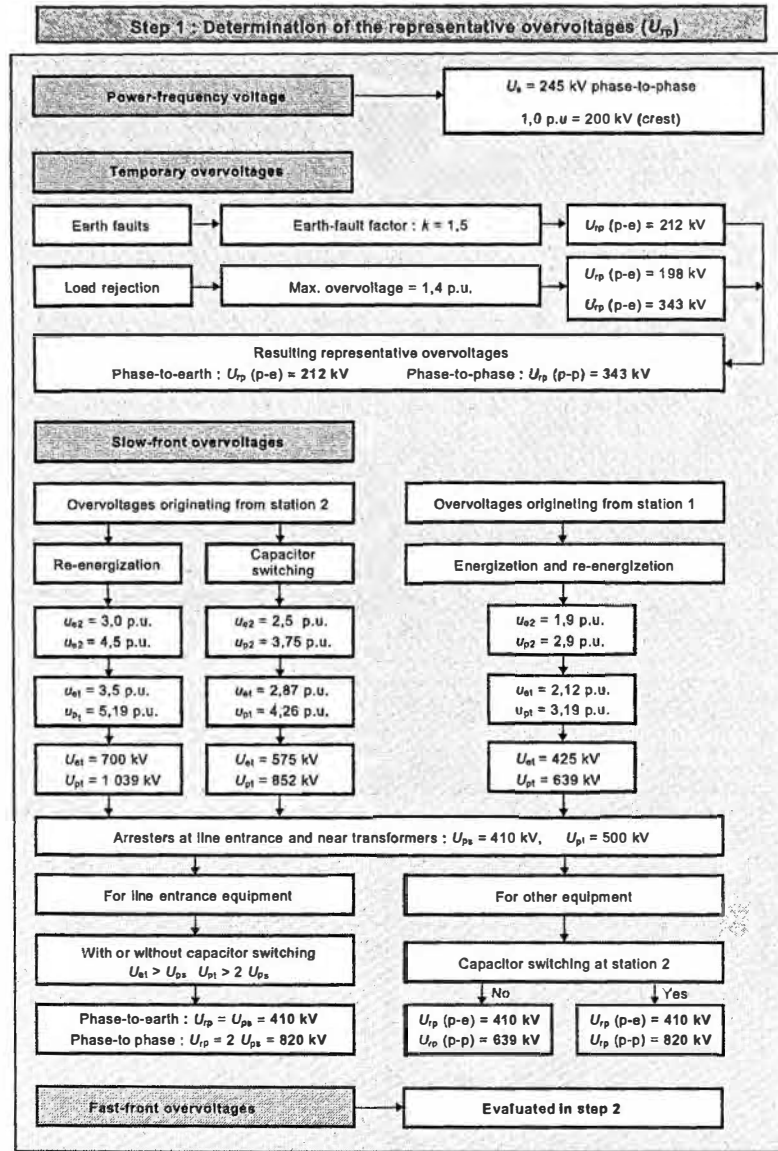 Step 1 : Determination of the representative overvoltages (Urp)
Power-frequency voltage
Us = 245 kV phase-to-phase
1,0 p.u = 200 kV (crest)
Temporary overvoltages
Earth faults
Earth-fault factor : k = 1,5
Urp (p-e) = 212 kV
Load rejection
Max. overvoltage = 1,4 p.u.
Urp (p-e) = 198 kV
Urp (p-e) = 343 kV
Resulting representative overvoltages
Phase-to-earth : Urp (p-e) = 212 kV Phase-to-phase : Urp (p-p) = 343 kV
Slow-front overvoltages
Overvoltages originating from station 2
Overvoltages originating from station 1
Re-energization
Capacitor
switching
Energization and re-energization
ue2 = 3,0 p.u.
ue2 = 4,5 p.u.
ue2 = 2,5 p.u.
up2 = 3,75 p.u.
ue2 = 1,9 p.u.
up2 = 2,9 p.u.
uet = 3,5 p.u.
upt = 5,19 p.u.
uet = 2,87 p.u.
upt = 4,26 p.u.
uet = 2,12 p.u.
upt = 3,19 p.u.
Uet = 700 kV
Upt = 1 039 kV
Uet = 575 kV
Upt = 852 kV
Uet = 425 kV
Upt = 639 kV
Arresters at line entrance and near transformers : Ups = 410 kV, Upl = 500 kV
For line entrance equipment
For other equipment
With or without capacitor switching
Uet > Ups Upt > 2 Ups
Capacitor switching at station 2
No
Yes
Phase-to-earth : Urp = Ups = 410 kV
Phase-to phase : Urp = 2 Ups = 820 kV
Urp (p-e) = 410 kV
Urp (p-p) = 639 kV
Urp (p-e) = 410 kV
Urp (p-p) = 820 kV
Fast-front overvoltages
Evaluated in step 2